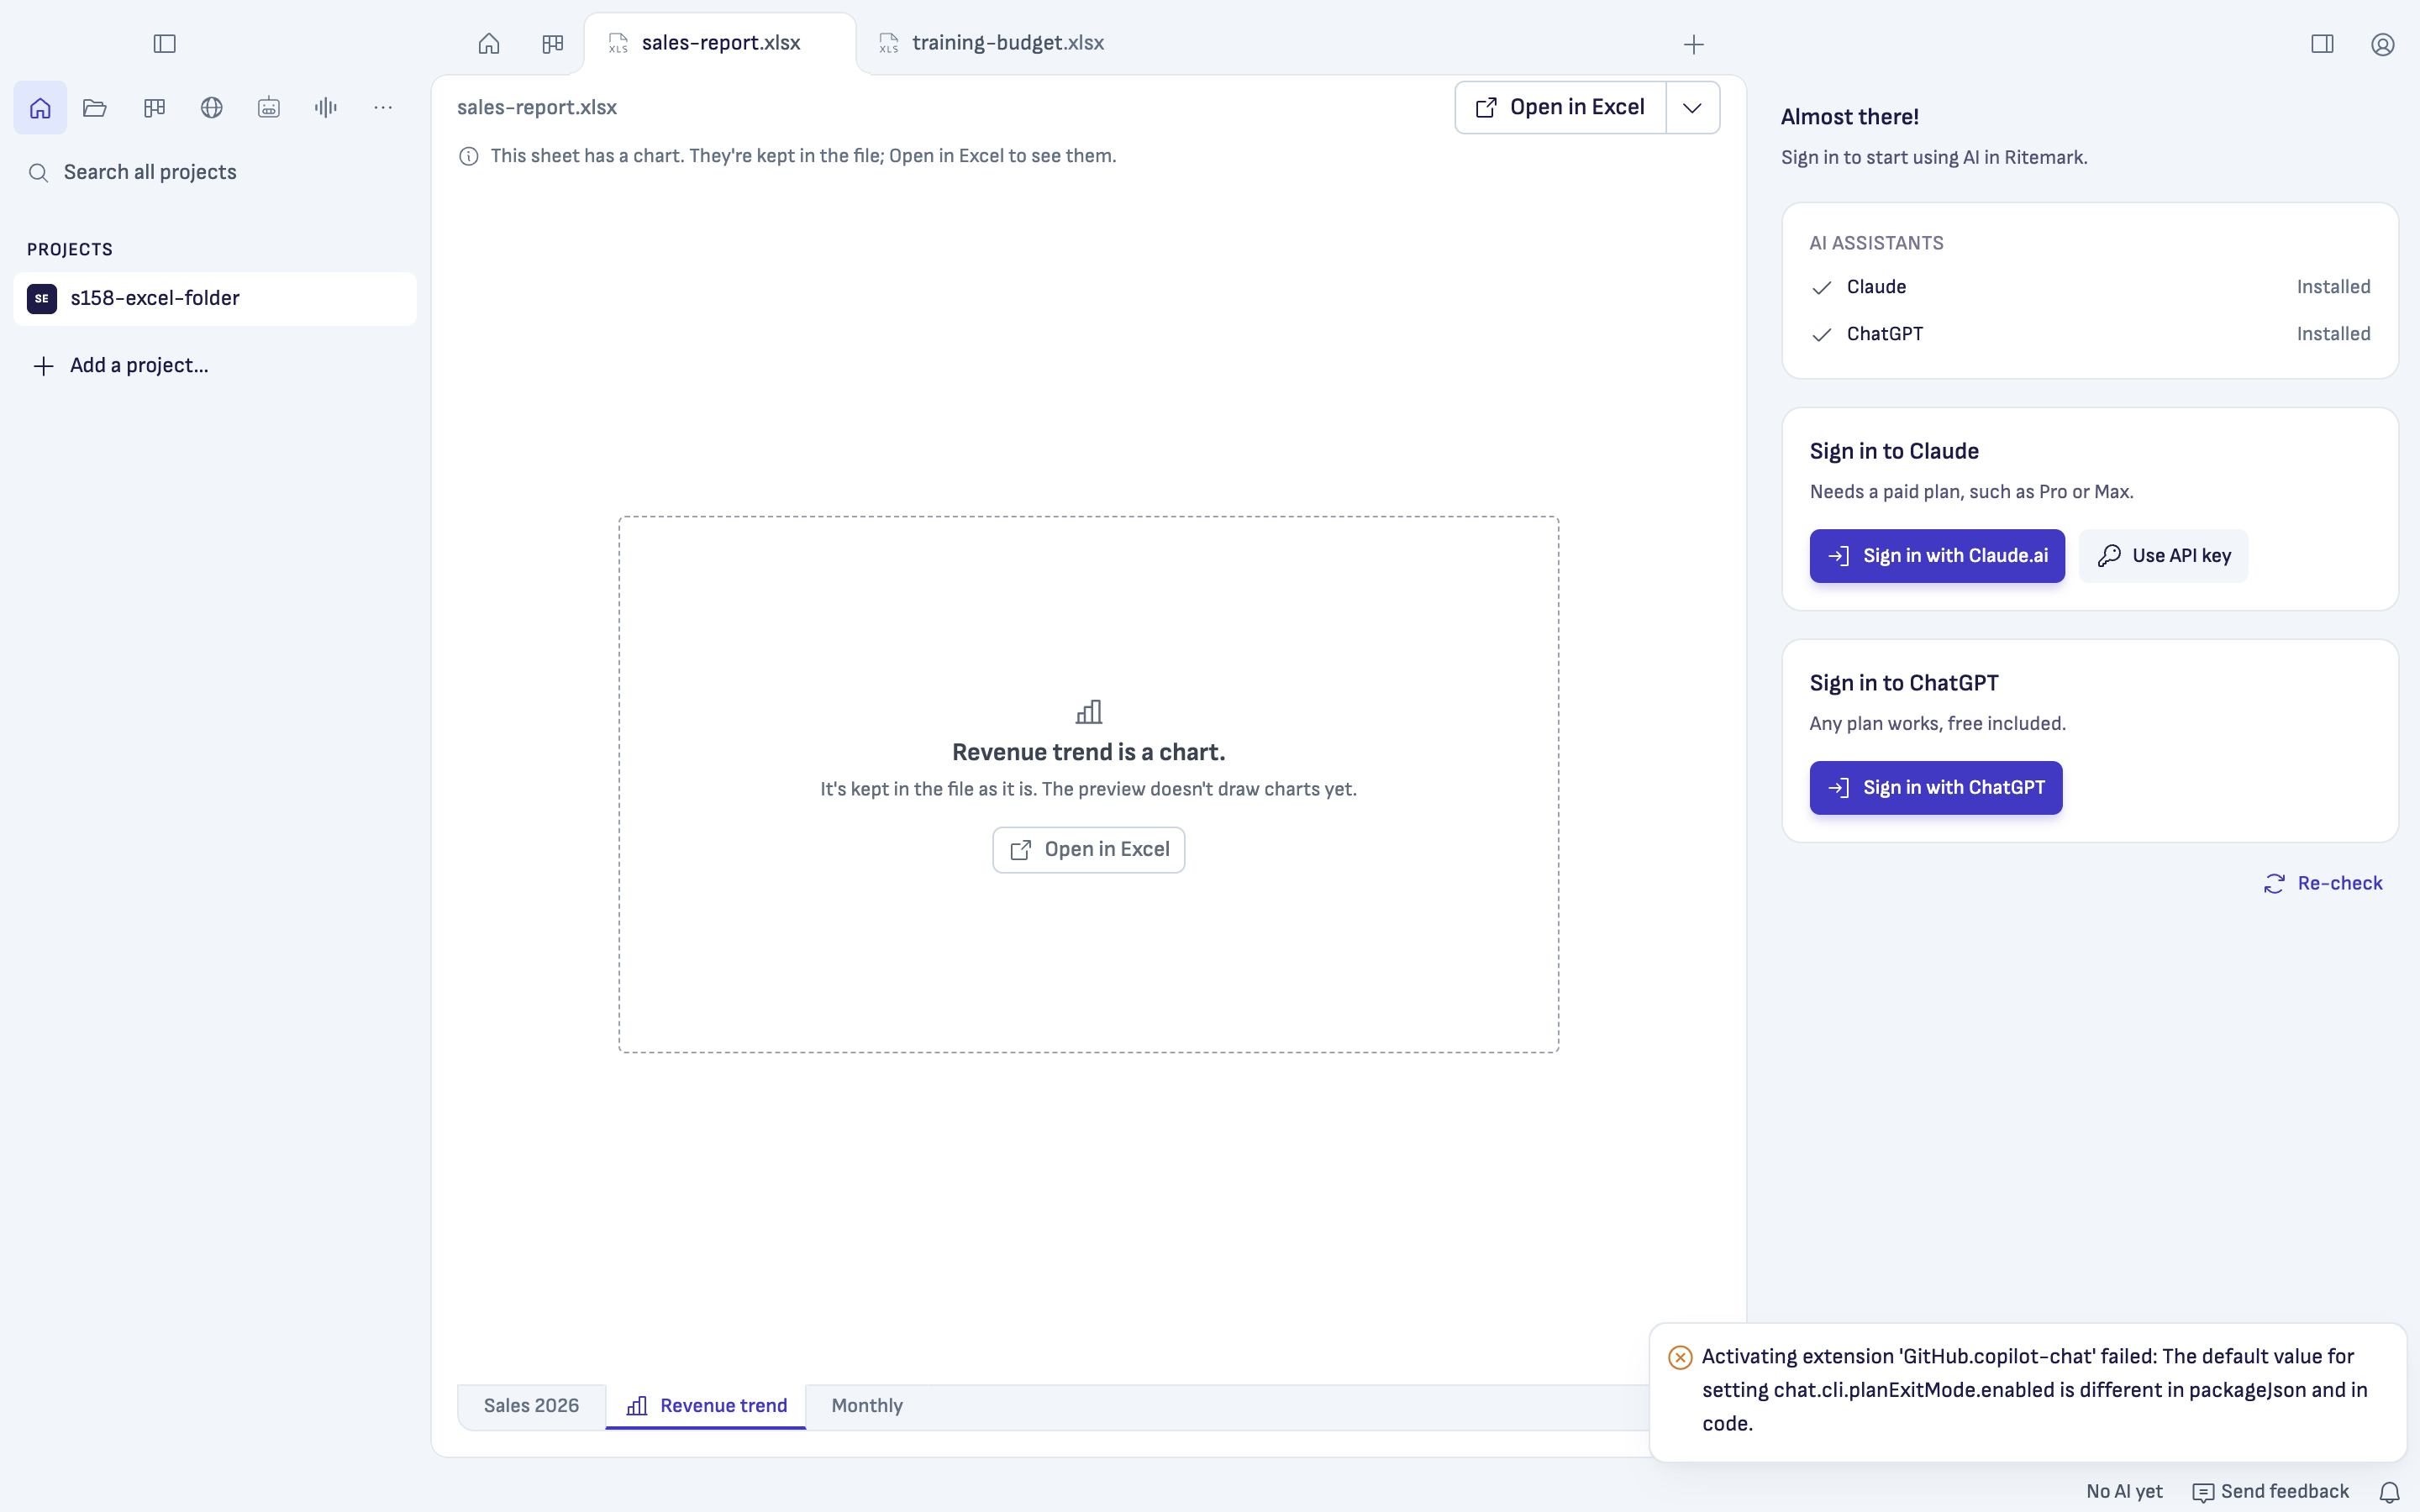 XLS
sales-report.xlsx
XLS
training-budget.xlsx
Search all projects
PROJECTS
SE
s158-excel-folder
Add a project...
sales-report.xlsx
Open in Excel
This sheet has a chart. They're kept in the file; Open in Excel to see them.
Revenue trend is a chart.
It's kept in the file as it is. The preview doesn't draw charts yet.
Open in Excel
Sales 2026
Revenue trend
Monthly
Almost there!
Sign in to start using AI in Ritemark.
AI ASSISTANTS
Claude
Installed
ChatGPT
Installed
Sign in to Claude
Needs a paid plan, such as Pro or Max.
Sign in with Claude.ai
Use API key
Sign in to ChatGPT
Any plan works, free included.
Sign in with ChatGPT
Re-check
Activating extension 'GitHub.copilot-chat' failed: The default value for
setting chat.cli.planExitMode.enabled is different in packageJson and in
code.
No AI yet
Send feedback